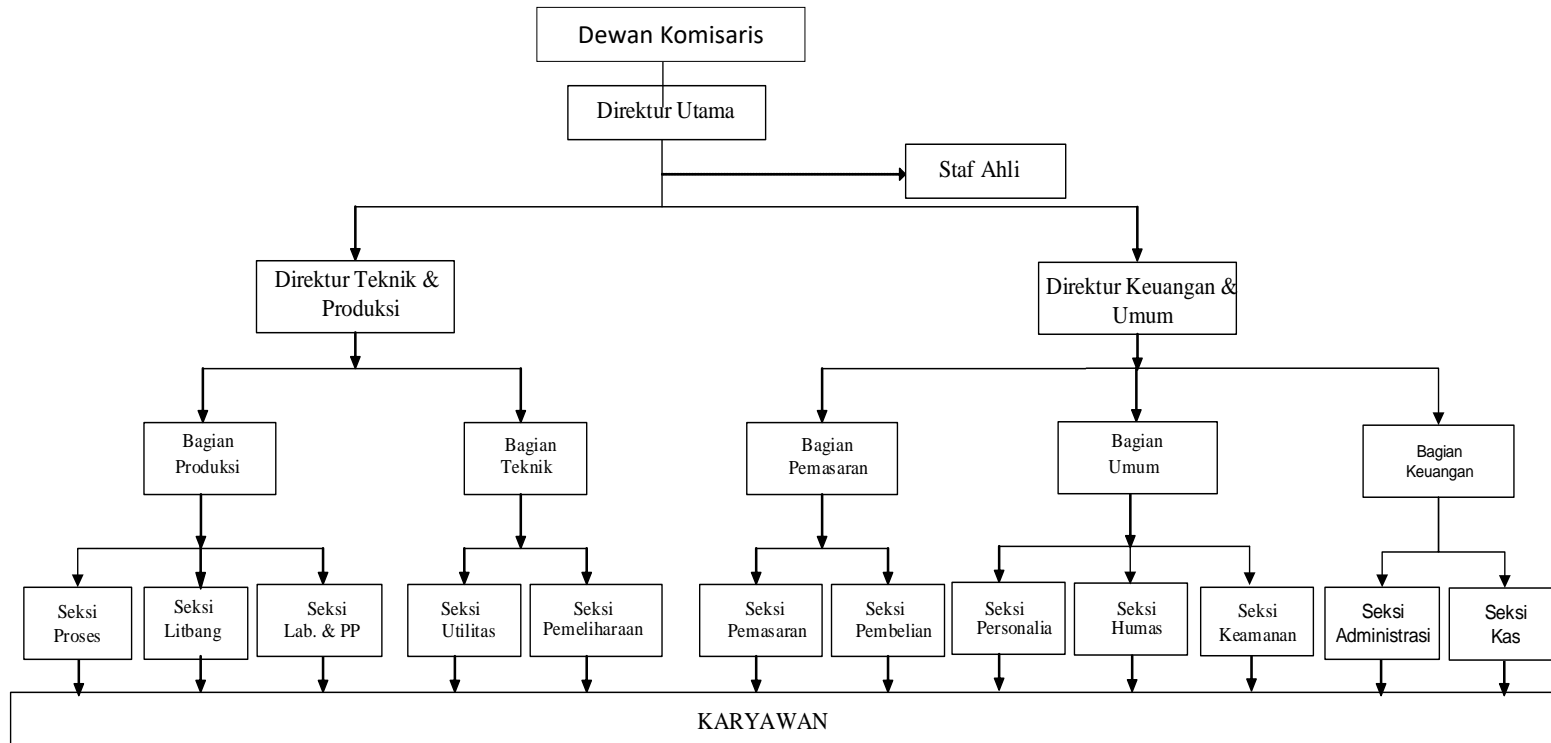 Dewan Komisaris
Direktur Utama
Staf Ahli
Direktur Teknik &
Produksi
Direktur Keuangan &
Umum
Bagian
Produksi
Bagian
Teknik
Bagian
Pemasaran
Bagian
Umum
Bagian
Keuangan
Seksi
Proses
Seksi
Litbang
Seksi
Lab. & PP
Seksi
Utilitas
Seksi
Pemeliharaan
Seksi
Pemasaran
Seksi
Pembelian
Seksi
Personalia
Seksi
Humas
Seksi
Keamanan
Seksi
Administrasi
Seksi
Kas
KARYAWAN